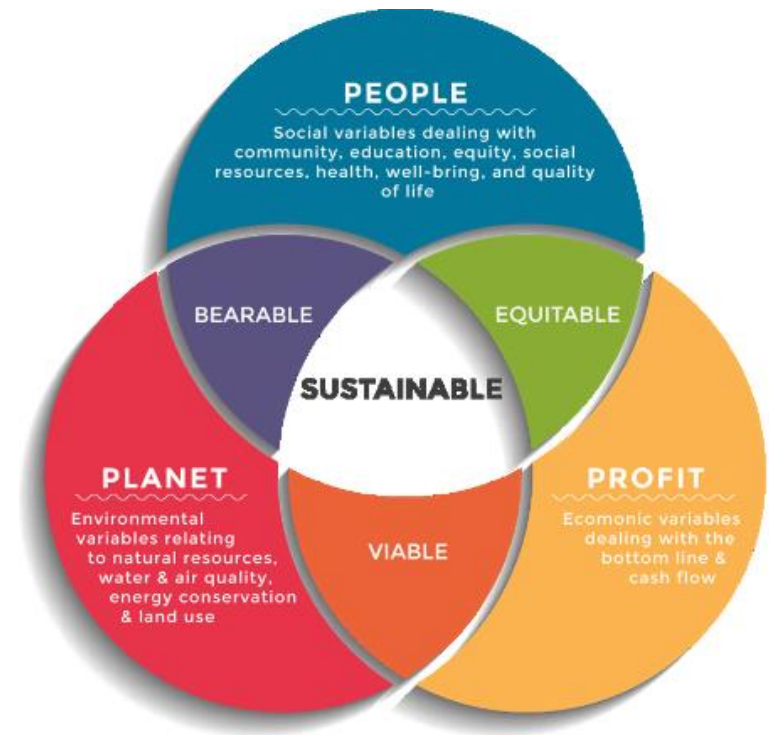 PEOPLE
Social variables dealing with
community, education, equity, social
resources, health, well-bring, and quality
of life
BEARABLE
EQUITABLE
SUSTAINABLE
PLANET
Environmental
variables relating
to natural resources,
water & air quality,
energy conservation
& land use
PROFIT
Ecomonic variables
dealing with the
bottom line &
cash flow
VIABLE